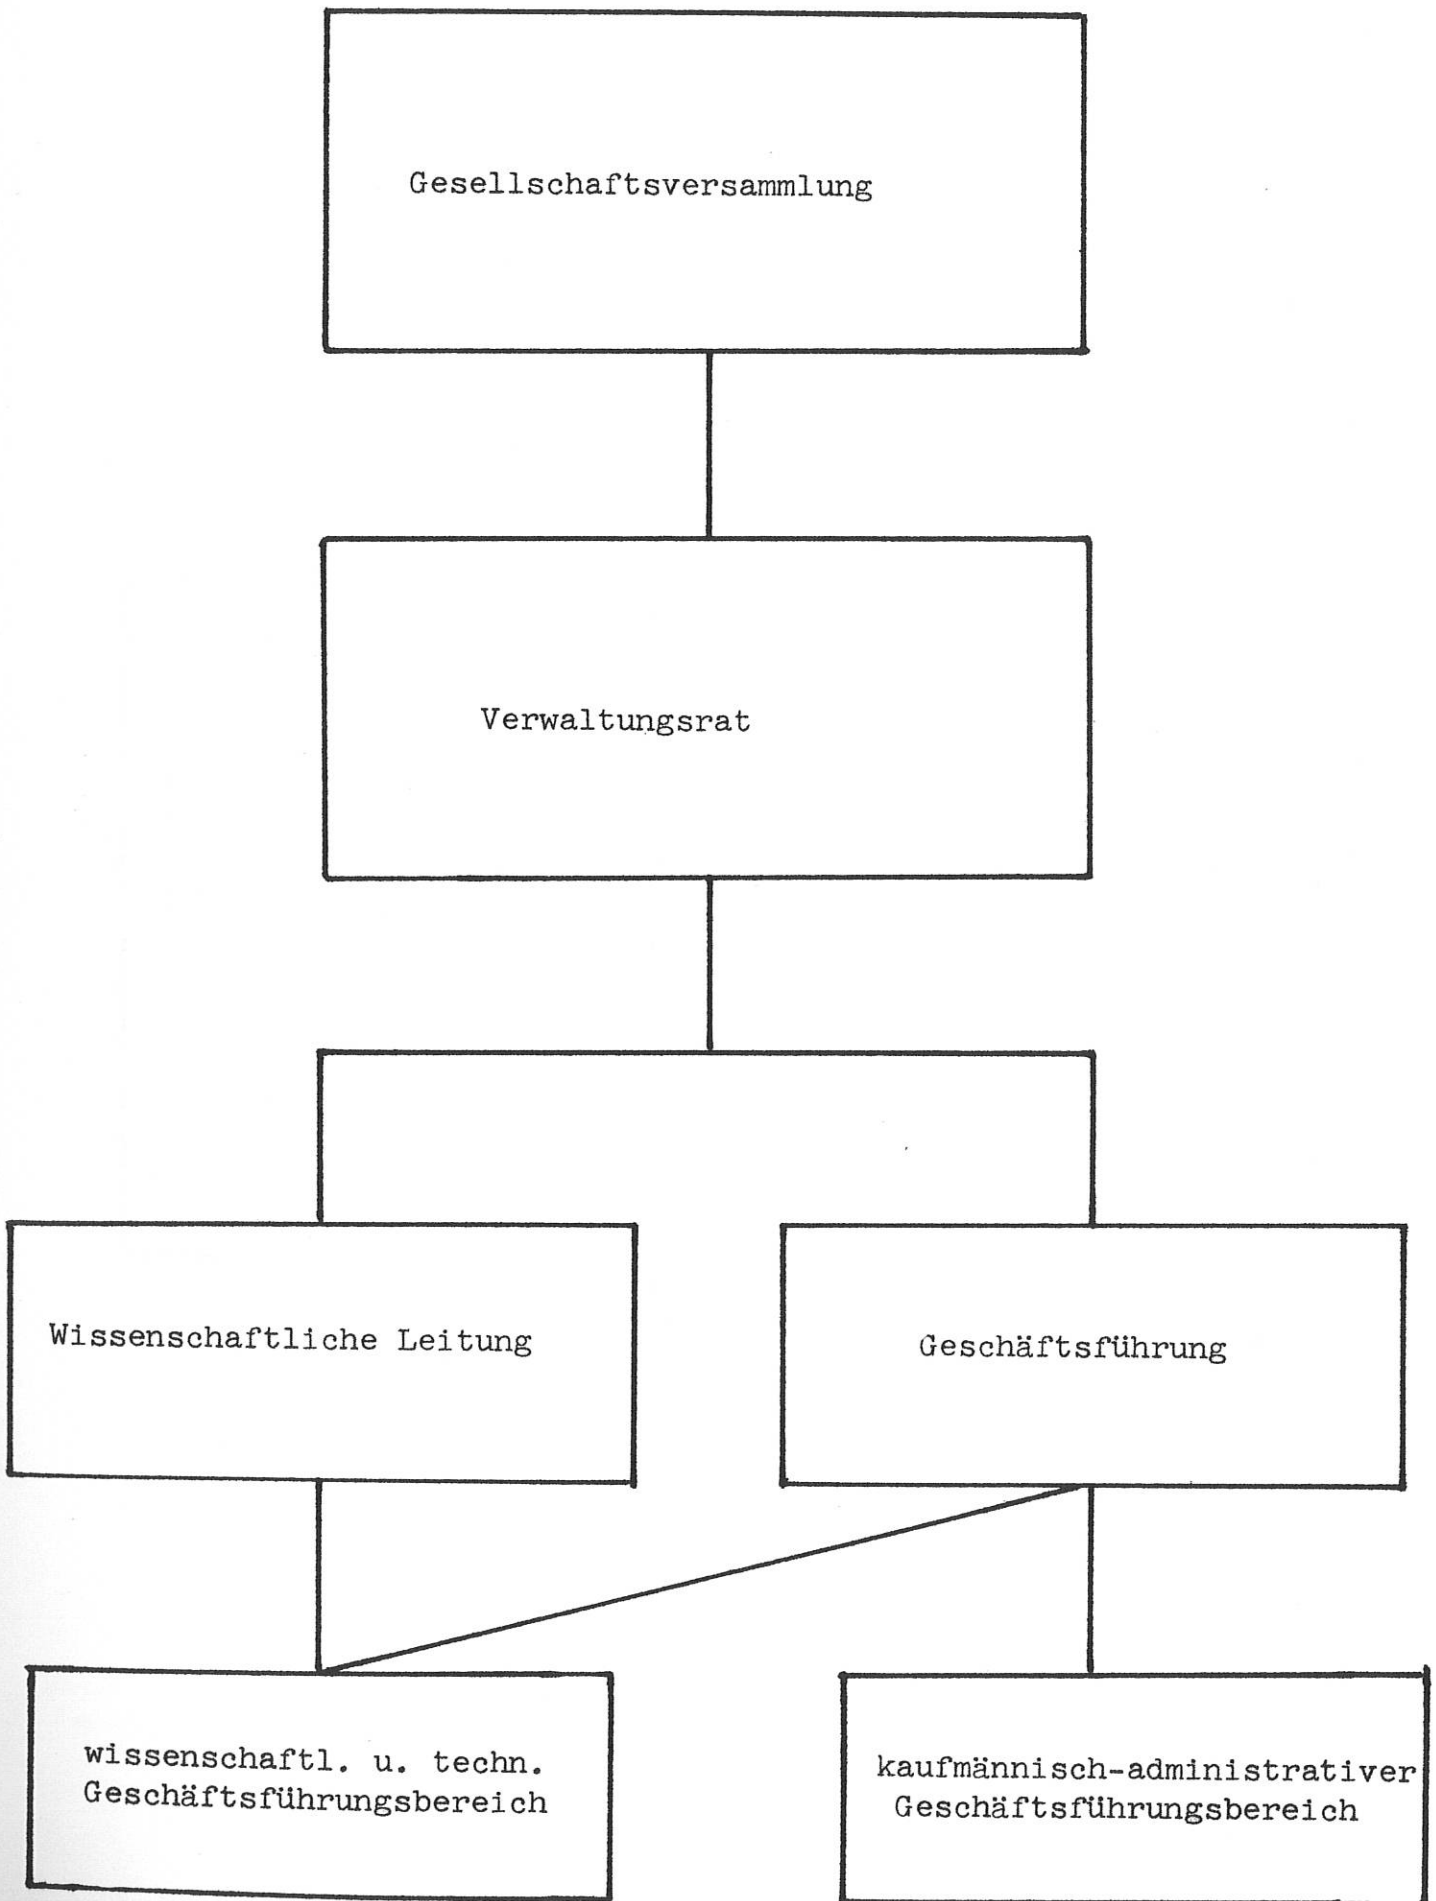 Gesellschaftsversammlung
Verwaltungsrat
Wissenschaftliche Leitung
Geschäftsführung
wissenschaftl. u. techn.
Geschäftsführungsbereich
kaufmännisch-administrativer
Geschäftsführungsbereich